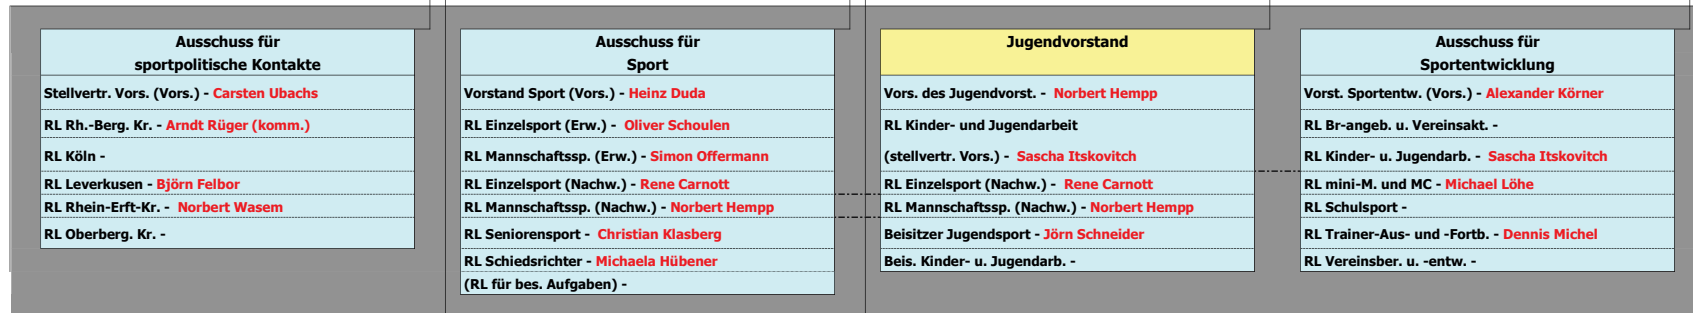 Ausschuss für
sportpolitische Kontakte
Stellvertr. Vors. (Vors.) - Carsten Ubachs
RL Rh.-Berg. Kr. - Arndt Rüger (komm.)
RL Köln -
RL Leverkusen - Björn Felbor
RL Rhein-Erft-Kr. - Norbert Wasem
RL Oberberg. Kr. -
Ausschuss für
Sport
Vorstand Sport (Vors.) - Heinz Duda
RL Einzelsport (Erw.) - Oliver Schoulen
RL Mannschaftssp. (Erw.) - Simon Offermann
RL Einzelsport (Nachw.) - Rene Carnott
RL Mannschaftssp. (Nachw.) - Norbert Hempp
RL Seniorensport - Christian Klasberg
RL Schiedsrichter - Michaela Hübener
(RL für bes. Aufgaben) -
Jugendvorstand
Vors. des Jugendvorst. - Norbert Hempp
RL Kinder- und Jugendarbeit
(stellvertr. Vors.) - Sascha Itskovitch
RL Einzelsport (Nachw.) - Rene Carnott
RL Mannschaftssp. (Nachw.) - Norbert Hempp
Beisitzer Jugendsport - Jörn Schneider
Beis. Kinder- u. Jugendarb. -
Ausschuss für
Sportentwicklung
Vorst. Sportentw. (Vors.) - Alexander Körner
RL Br-angeb. u. Vereinsakt. -
RL Kinder- u. Jugendarb. - Sascha Itskovitch
RL mini-M. und MC - Michael Löhe
RL Schulsport -
RL Trainer-Aus- und -Fortb. - Dennis Michel
RL Vereinsber. u. -entw. -